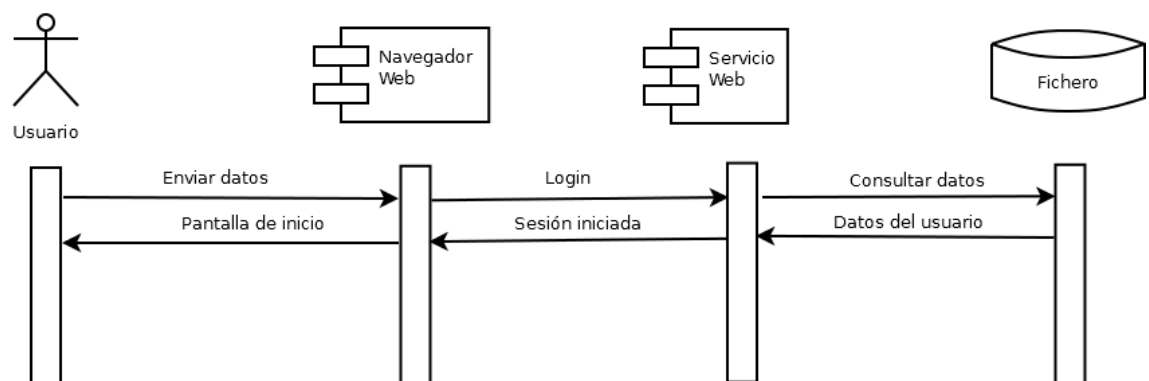 Navegador
Web
Servicio
Web
Fichero
Usuario
Enviar datos
Login
Consultar datos
Pantalla de inicio
Sesión iniciada
Datos del usuario